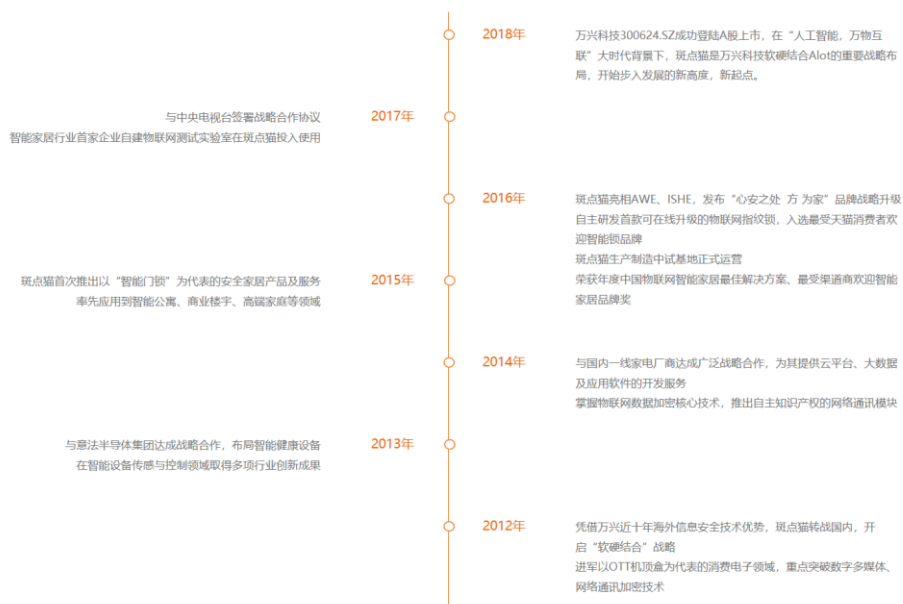 2018年
万兴科技300624.SZ成功登陆A股上市，在“人工智能，万物互
联”大时代背景下，斑点猫是万兴科技软硬结合AIot的重要战略布
局，开始步入发展的新高度，新起点。
2017年
与中央电视台签署战略合作协议
智能家居行业首家企业自建物联网测试实验室在斑点猫投入使用
2016年
斑点猫亮相AWE、ISHE，发布“心安之处 方 为家”品牌战略升级
自主研发首款可在线升级的物联网指纹锁，入选最受天猫消费者欢
迎智能锁品牌
斑点猫生产制造中试基地正式运营
荣获年度中国物联网智能家居最佳解决方案、最受渠道商欢迎智能
家居品牌奖
2015年
斑点猫首次推出以“智能门锁”为代表的安全家居产品及服务
率先应用到智能公寓、商业楼宇、高端家庭等领域
2014年
与国内一线家电厂商达成广泛战略合作，为其提供云平台、大数据
及应用软件的开发服务
掌握物联网数据加密核心技术，推出自主知识产权的网络通讯模块
2013年
与意法半导体集团达成战略合作，布局智能健康设备
在智能设备传感与控制领域取得多项行业创新成果
2012年
凭借万兴近十年海外信息安全技术优势，斑点猫转战国内，开
启“软硬结合”战略
进军以OTT机顶盒为代表的消费电子领域，重点突破数字多媒体、
网络通讯加密技术